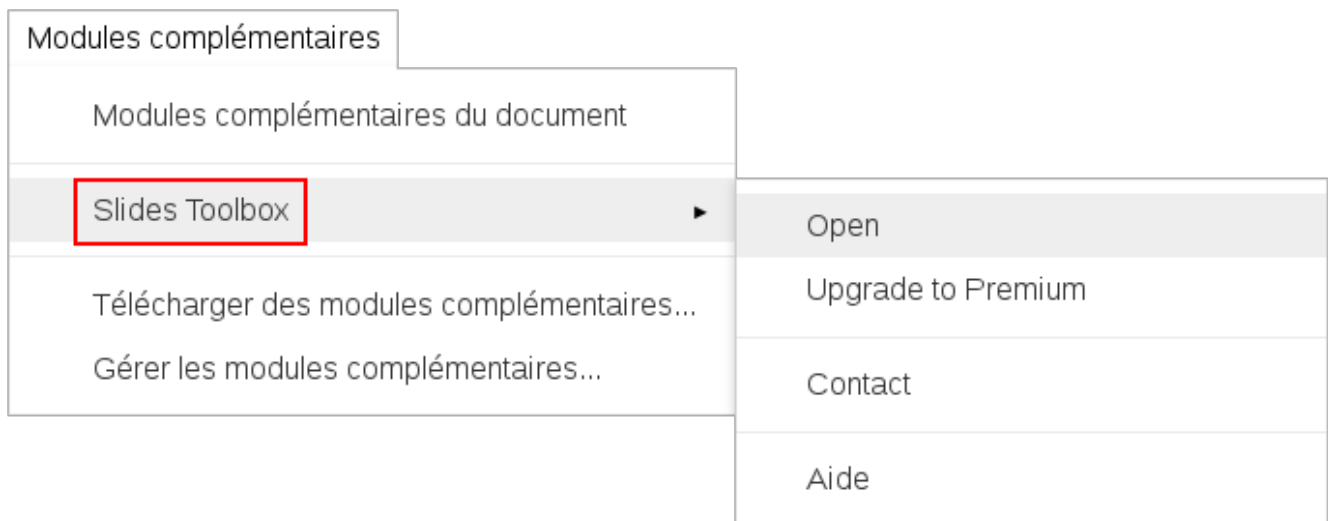 Modules complémentaires
Modules complémentaires du document
Slides Toolbox
Télécharger des modules complémentaires...
Gérer les modules complémentaires...
Open
Upgrade to Premium
Contact
Aide